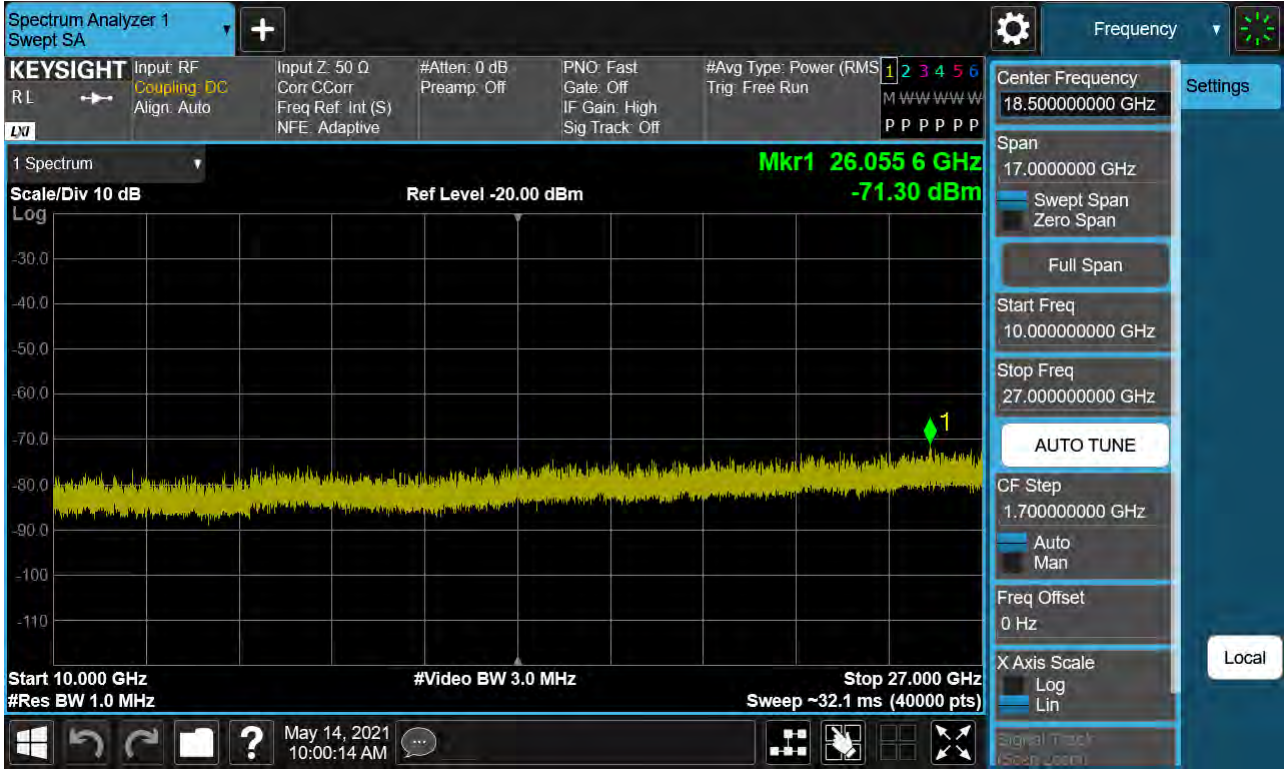 Spectrum Analyzer 1
Swept SA
Frequency
KEYSIGHT
RL
LXI
Input: RF
Coupling: DC
Align: Auto
Input Z: 50 Ω
Corr CCorr
Freq Ref: Int (S)
NFE: Adaptive
#Atten: 0 dB
Preamp: Off
PNO: Fast
Gate: Off
IF Gain: High
Sig Track: Off
#Avg Type: Power (RMS
Trig: Free Run
1 2 3 4 5 6
M W W W W W
P P P P P P
1 Spectrum
Scale/Div 10 dB
Log
Ref Level -20.00 dBm
Mkr1 26.055 6 GHz
-71.30 dBm
-30.0
-40.0
-50.0
-60.0
-70.0
-80.0
-90.0
-100
-110
1
Start 10.000 GHz
#Res BW 1.0 MHz
#Video BW 3.0 MHz
Stop 27.000 GHz
Sweep ~32.1 ms (40000 pts)
Center Frequency
18.500000000 GHz
Span
17.0000000 GHz
Swept Span
Zero Span
Full Span
Start Freq
10.000000000 GHz
Stop Freq
27.000000000 GHz
AUTO TUNE
CF Step
1.700000000 GHz
Auto
Man
Freq Offset
0 Hz
X Axis Scale
Log
Lin
Signal Track
(Span Zoom)
Settings
Local
May 14, 2021
10:00:14 AM